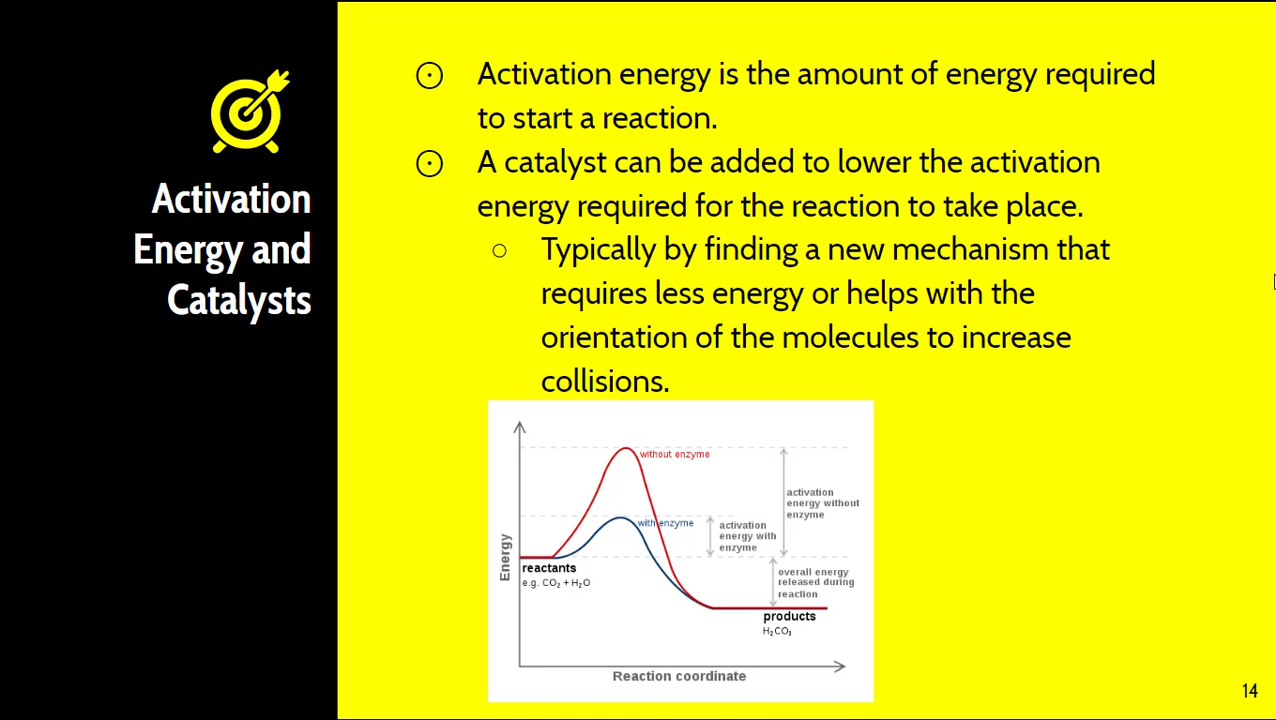 Activation
Energy and
Catalysts
Activation energy is the amount of energy required
to start a reaction.
A catalyst can be added to lower the activation
energy required for the reaction to take place.
Typically by finding a new mechanism that
requires less energy or helps with the
orientation of the molecules to increase
collisions.
without enzyme
with enzyme
activation
energy with
enzyme
activation
energy without
enzyme
overall energy
released during
reaction
Energy
reactants
e.g. CO₂ + H₂O
products
H₂CO₃
Reaction coordinate
14